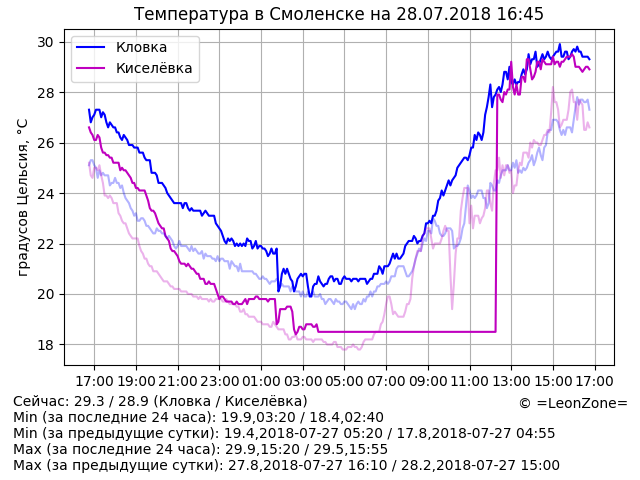 Температура в Смоленске на 28.07.2018 16:45
Кловка
Киселёвка
градусов Цельсия, °C
30
28
26
24
22
20
18
17:00 19:00 21:00 23:00 01:00 03:00 05:00 07:00 09:00 11:00 13:00 15:00 17:00
Сейчас: 29.3 / 28.9 (Кловка / Киселёвка)
© =LeonZone=
Min (за последние 24 часа): 19.9,03:20 / 18.4,02:40
Min (за предыдущие сутки): 19.4,2018-07-27 05:20 / 17.8,2018-07-27 04:55
Max (за последние 24 часа): 29.9,15:20 / 29.5,15:55
Max (за предыдущие сутки): 27.8,2018-07-27 16:10 / 28.2,2018-07-27 15:00